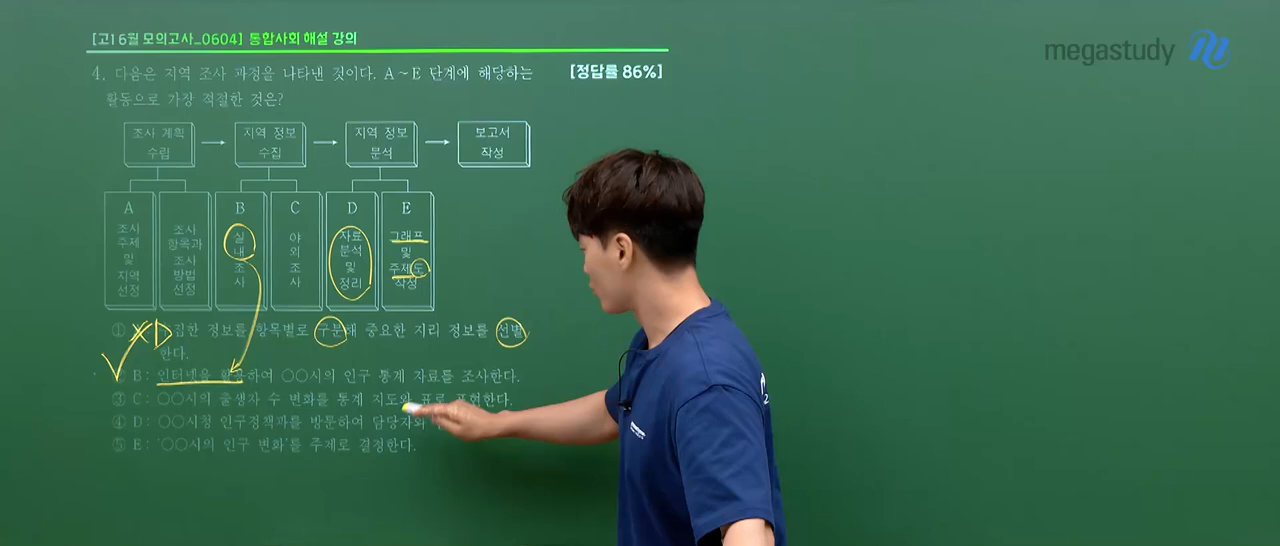 [고1 6월 모의고사_0604] 통합사회 해설 강의
megastudy
4. 다음은 지역 조사 과정을 나타낸 것이다. A~E 단계에 해당하는 [정답률 86%]
활동으로 가장 적절한 것은?
조사 계획 수립
지역 정보 수집
지역 정보 분석
보고서 작성
A 조사 주제 및 지역 선정
조사 항목과 조사 방법 선정
B 실내 조사
C 야외 조사
D 자료 분석 및 정리
E 그래프 및 주제도 작성
① D 집한 정보를 항목별로 구분해 중요한 지리 정보를 선별
한다.
B: 인터넷을 활용하여 ○○시의 인구 통계 자료를 조사한다.
③ C: ○○시의 출생자 수 변화를 통계 지도와 표로 표현한다.
④ D: ○○시청 인구정책과를 방문하여 담당자와
⑤ E: '○○시의 인구 변화'를 주제로 결정한다.